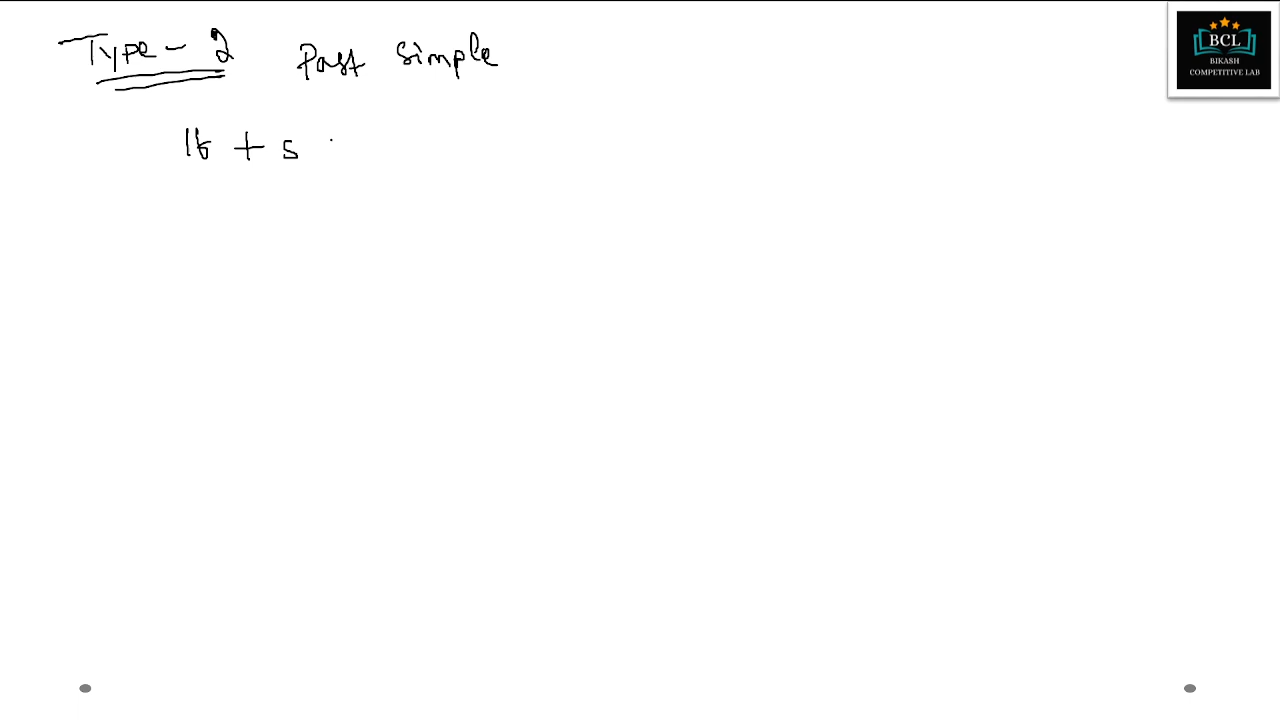 Type - 2 Past Simple
If + s
BCL
BIKASH
COMPETITIVE LAB